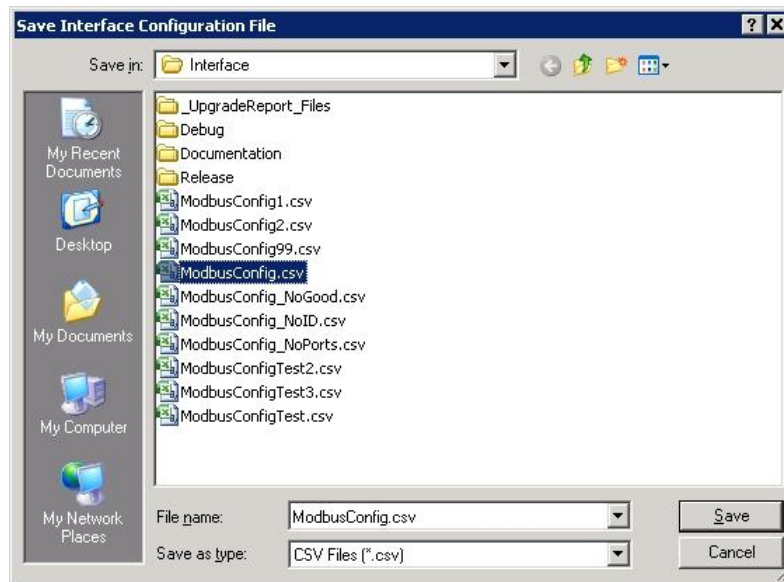 Save Interface Configuration File
Save in:
Interface
My Recent
Documents
Desktop
My Documents
My Computer
My Network
Places
_UpgradeReport_Files
Debug
Documentation
Release
ModbusConfig1.csv
ModbusConfig2.csv
ModbusConfig99.csv
ModbusConfig.csv
ModbusConfig_NoGood.csv
ModbusConfig_NoID.csv
ModbusConfig_NoPorts.csv
ModbusConfigTest2.csv
ModbusConfigTest3.csv
ModbusConfigTest.csv
File name:
ModbusConfig.csv
Save
Save as type:
CSV Files (*.csv)
Cancel